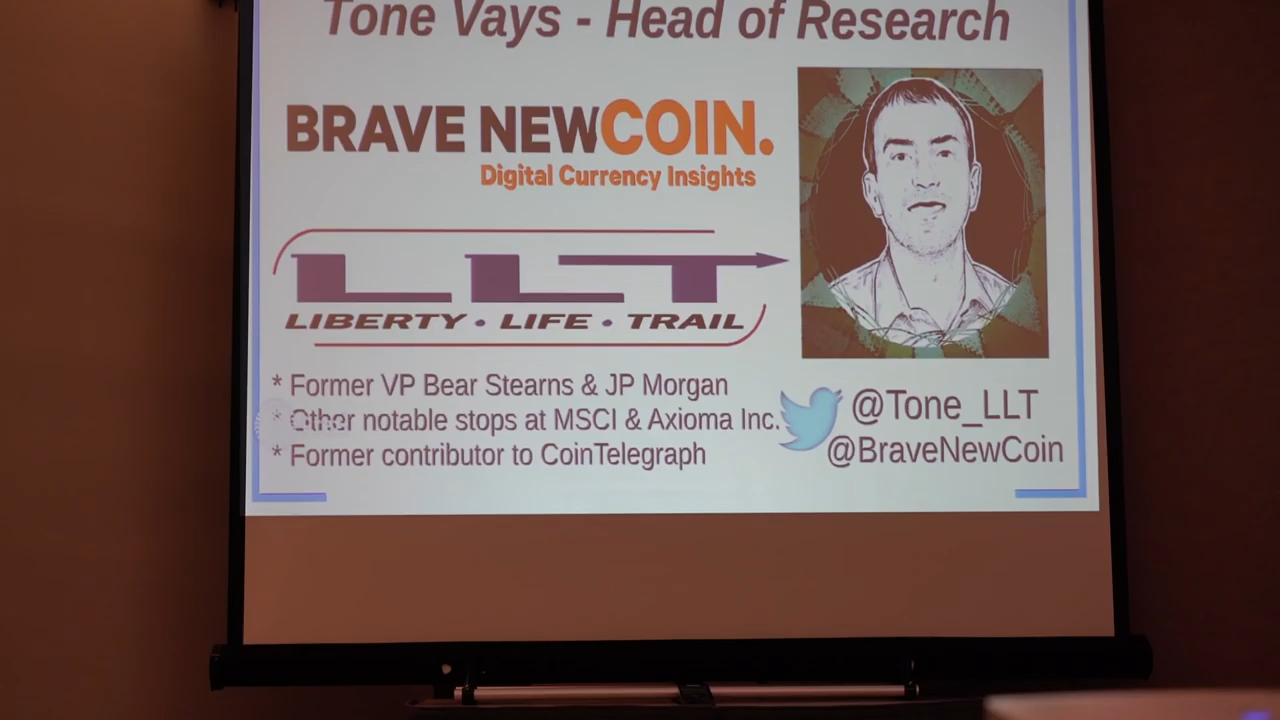 Tone Vays - Head of Research
BRAVE NEWCOIN.
Digital Currency Insights
LLT
LIBERTY • LIFE • TRAIL
* Former VP Bear Stearns & JP Morgan
* Other notable stops at MSCI & Axioma Inc.
* Former contributor to CoinTelegraph
@Tone_LLT
@BraveNewCoin